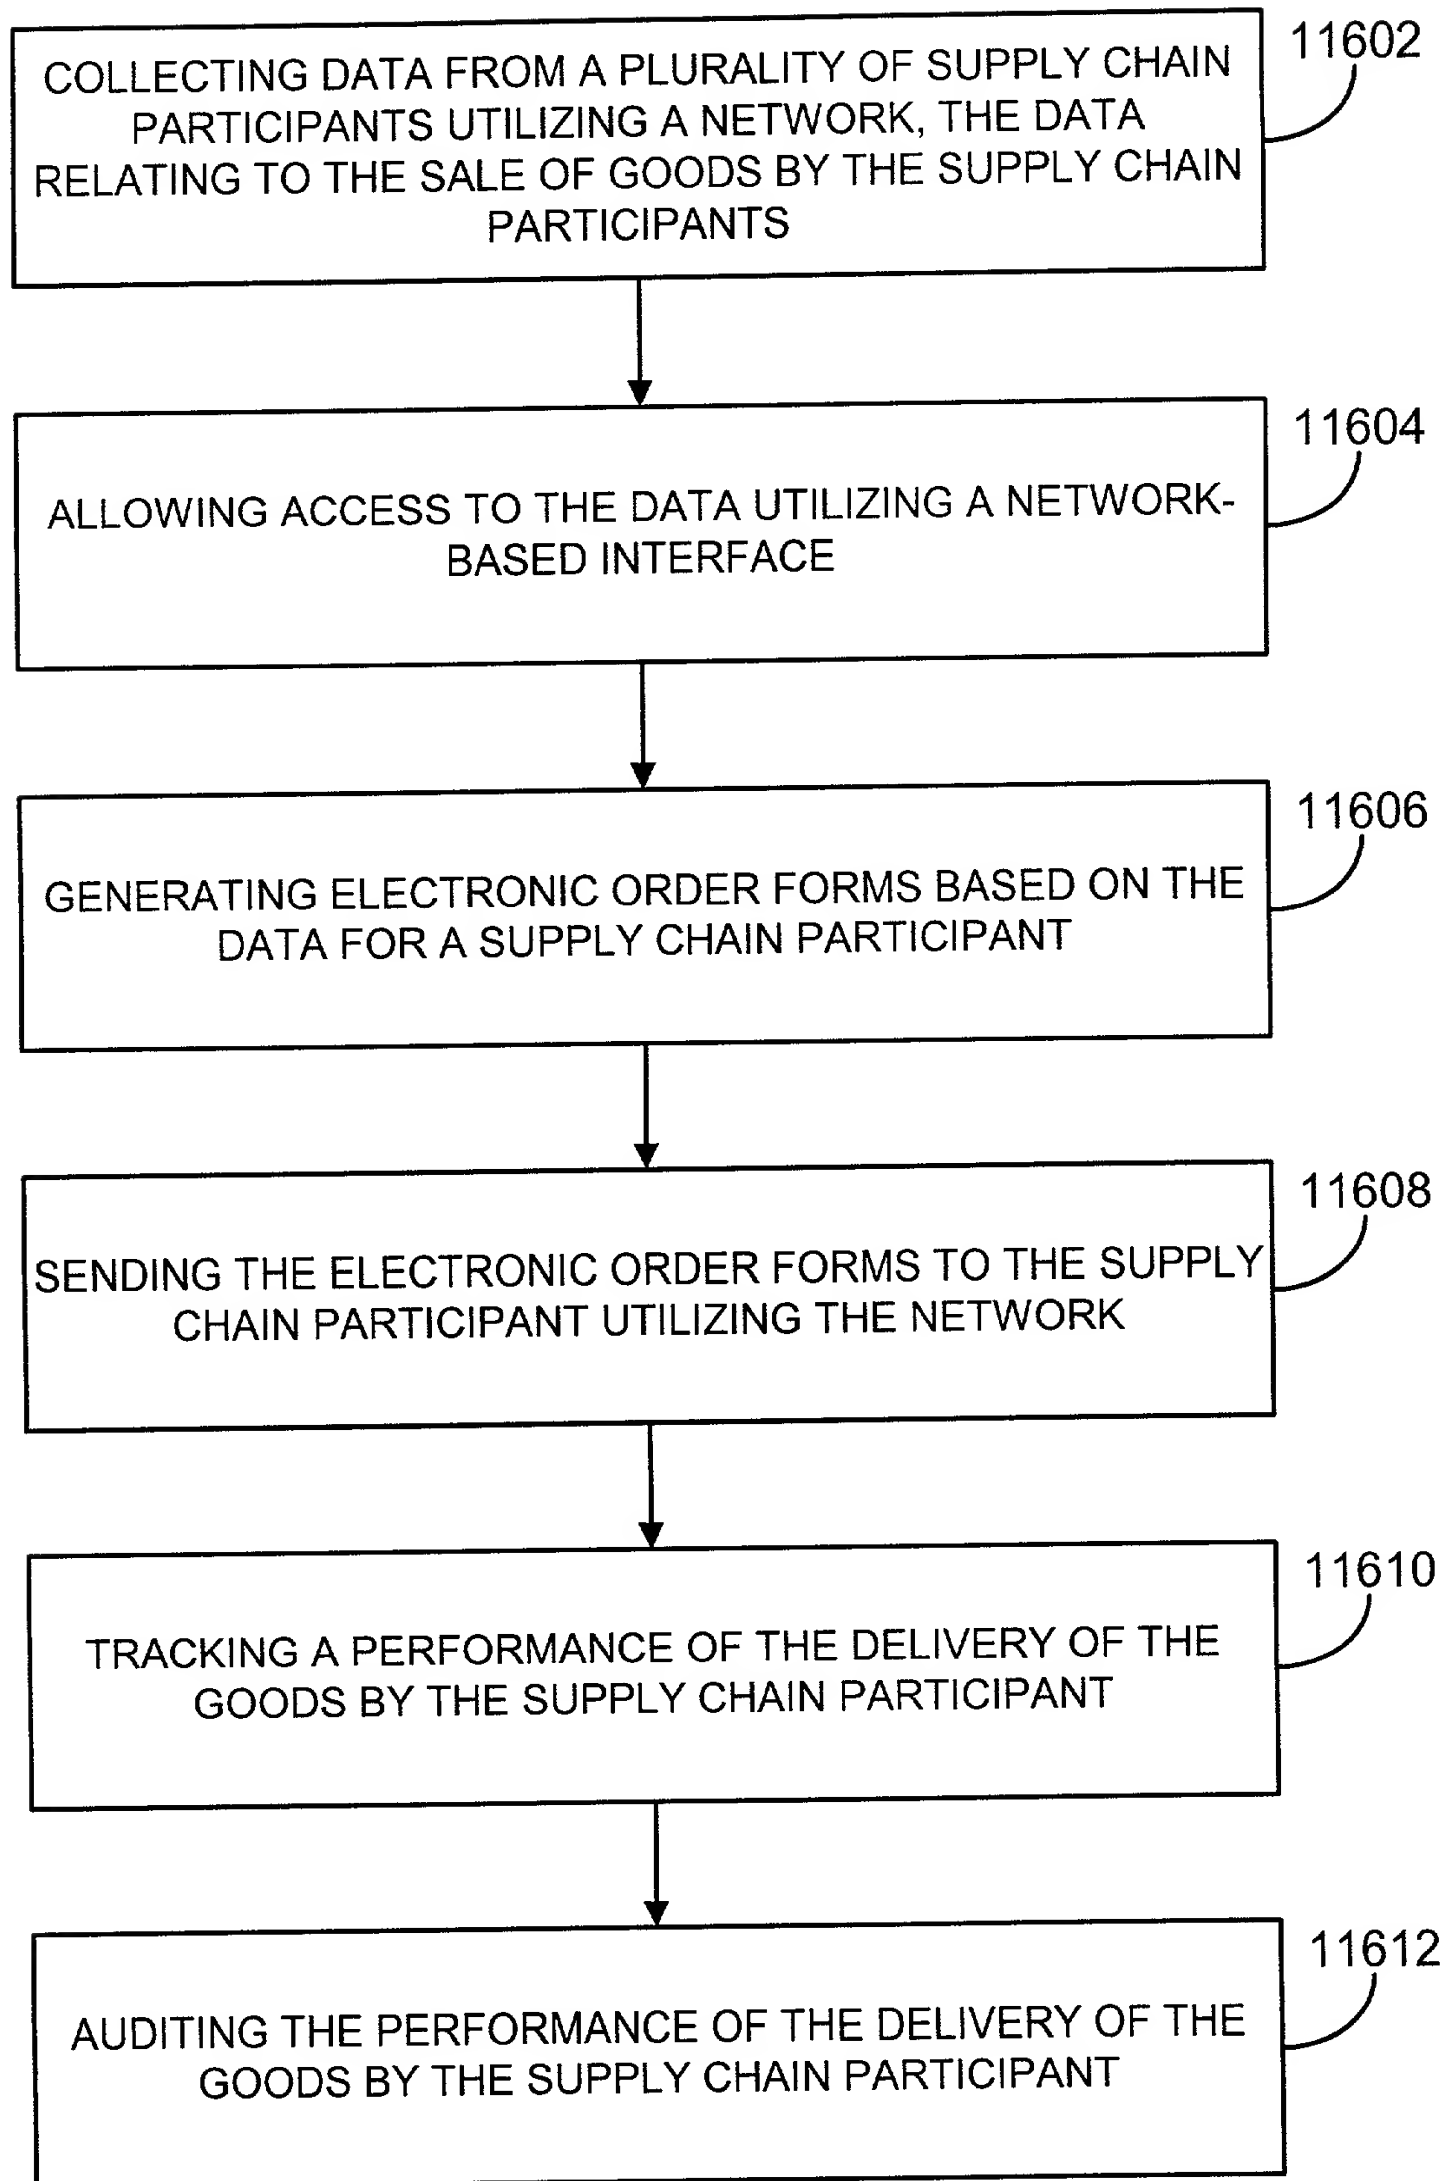 COLLECTING DATA FROM A PLURALITY OF SUPPLY CHAIN
PARTICIPANTS UTILIZING A NETWORK, THE DATA
RELATING TO THE SALE OF GOODS BY THE SUPPLY CHAIN
PARTICIPANTS
11602
ALLOWING ACCESS TO THE DATA UTILIZING A NETWORK-
BASED INTERFACE
11604
GENERATING ELECTRONIC ORDER FORMS BASED ON THE
DATA FOR A SUPPLY CHAIN PARTICIPANT
11606
SENDING THE ELECTRONIC ORDER FORMS TO THE SUPPLY
CHAIN PARTICIPANT UTILIZING THE NETWORK
11608
TRACKING A PERFORMANCE OF THE DELIVERY OF THE
GOODS BY THE SUPPLY CHAIN PARTICIPANT
11610
AUDITING THE PERFORMANCE OF THE DELIVERY OF THE
GOODS BY THE SUPPLY CHAIN PARTICIPANT
11612